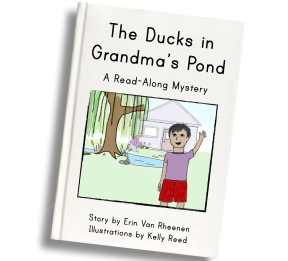 The Ducks in
Grandma's Pond
A Read-Along Mystery
Story by Erin Van Rheenen
Illustrations by Kelly Reed